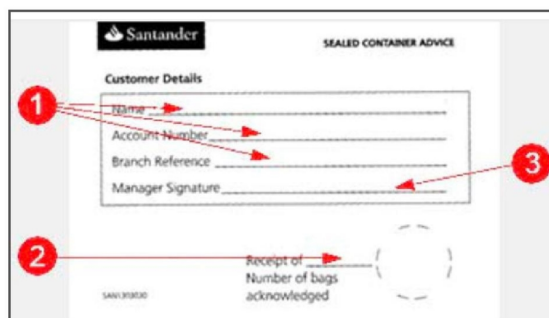 Santander
SEALED CONTAINER ADVICE
Customer Details
1
Name
Account Number
Branch Reference
3
Manager Signature
2
Receipt of
Number of bags
acknowledged